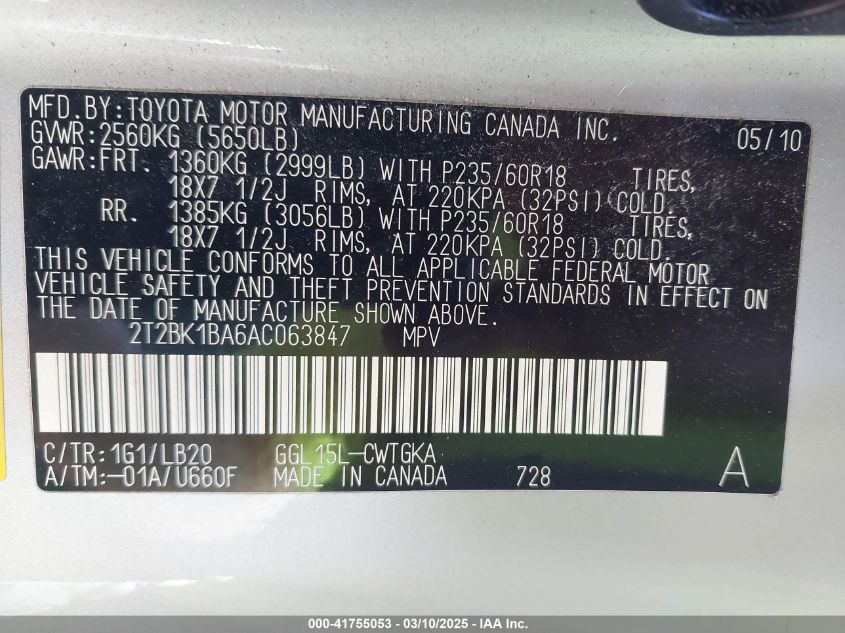 MFD.BY:TOYOTA MOTOR MANUFACTURING CANADA INC. 05/10
GVWR:2560KG (5650LB)
GAWR:FRT. 1360KG (2999LB) WITH P235/60R18 TIRES,
18X7 1/2J RIMS, AT 220KPA (32PSI) COLD.
RR. 1385KG (3056LB) WITH P235/60R18 TIRES,
18X7 1/2J RIMS, AT 220KPA (32PSI) COLD.
THIS VEHICLE CONFORMS TO ALL APPLICABLE FEDERAL MOTOR
VEHICLE SAFETY AND THEFT PREVENTION STANDARDS IN EFFECT ON
THE DATE OF MANUFACTURE SHOWN ABOVE.
2T2BK1BA6AC063847 MPV
C/TR:1G1/LB20 GGL15L-CWTGKA
A/TM:-01A/U660F MADE IN CANADA 728 A
000-41755053 — 03/10/2025 — IAA Inc.